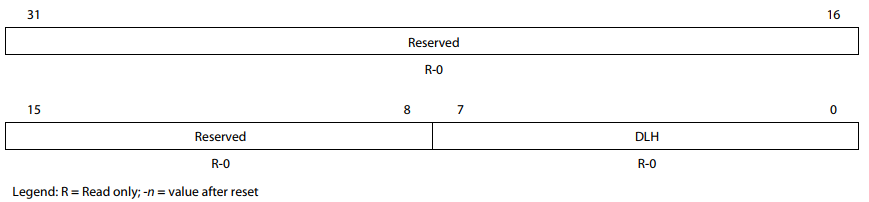 31 16
Reserved
R-0
15 8 7 0
Reserved DLH
R-0 R-0
Legend: R = Read only; -n = value after reset